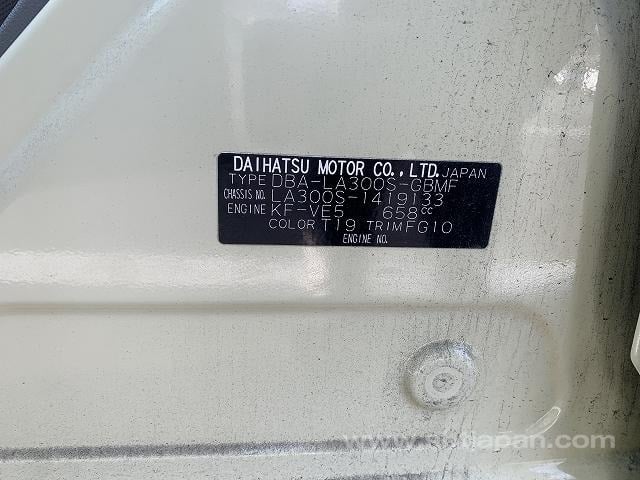 DAIHATSU MOTOR CO., LTD. JAPAN
TYPE DBA-LA300S-GBMF
CHASSIS NO. LA300S-1419133
ENGINE KF-VE5 658cc
COLOR T19 TRIM FG10
ENGINE NO.